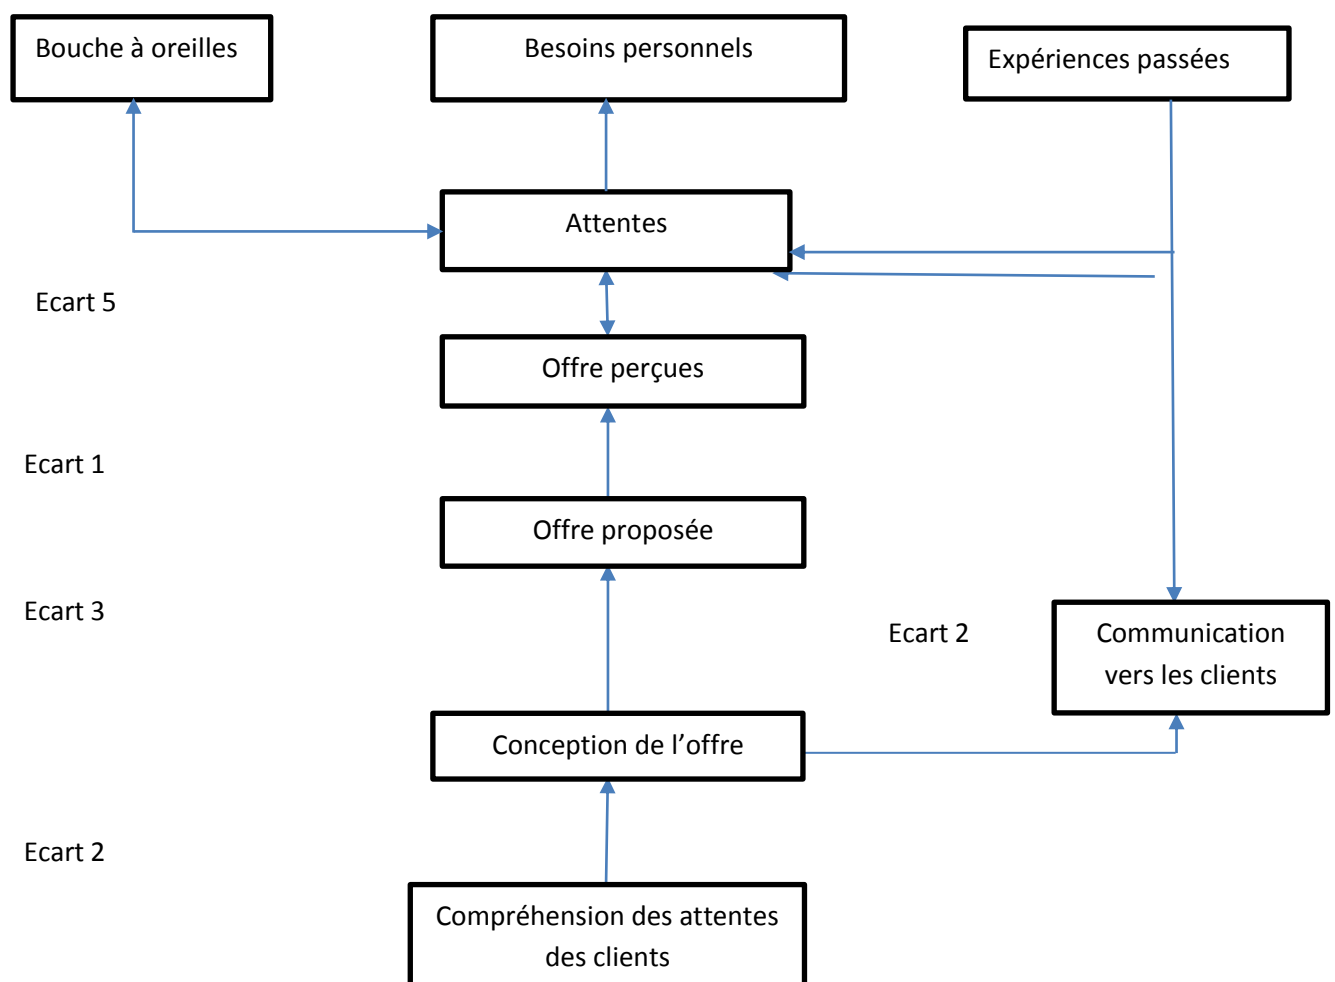 Bouche à oreilles
Besoins personnels
Expériences passées
Attentes
Ecart 5
Offre perçues
Ecart 1
Offre proposée
Ecart 3
Ecart 2
Communication
vers les clients
Conception de l’offre
Ecart 2
Compréhension des attentes
des clients